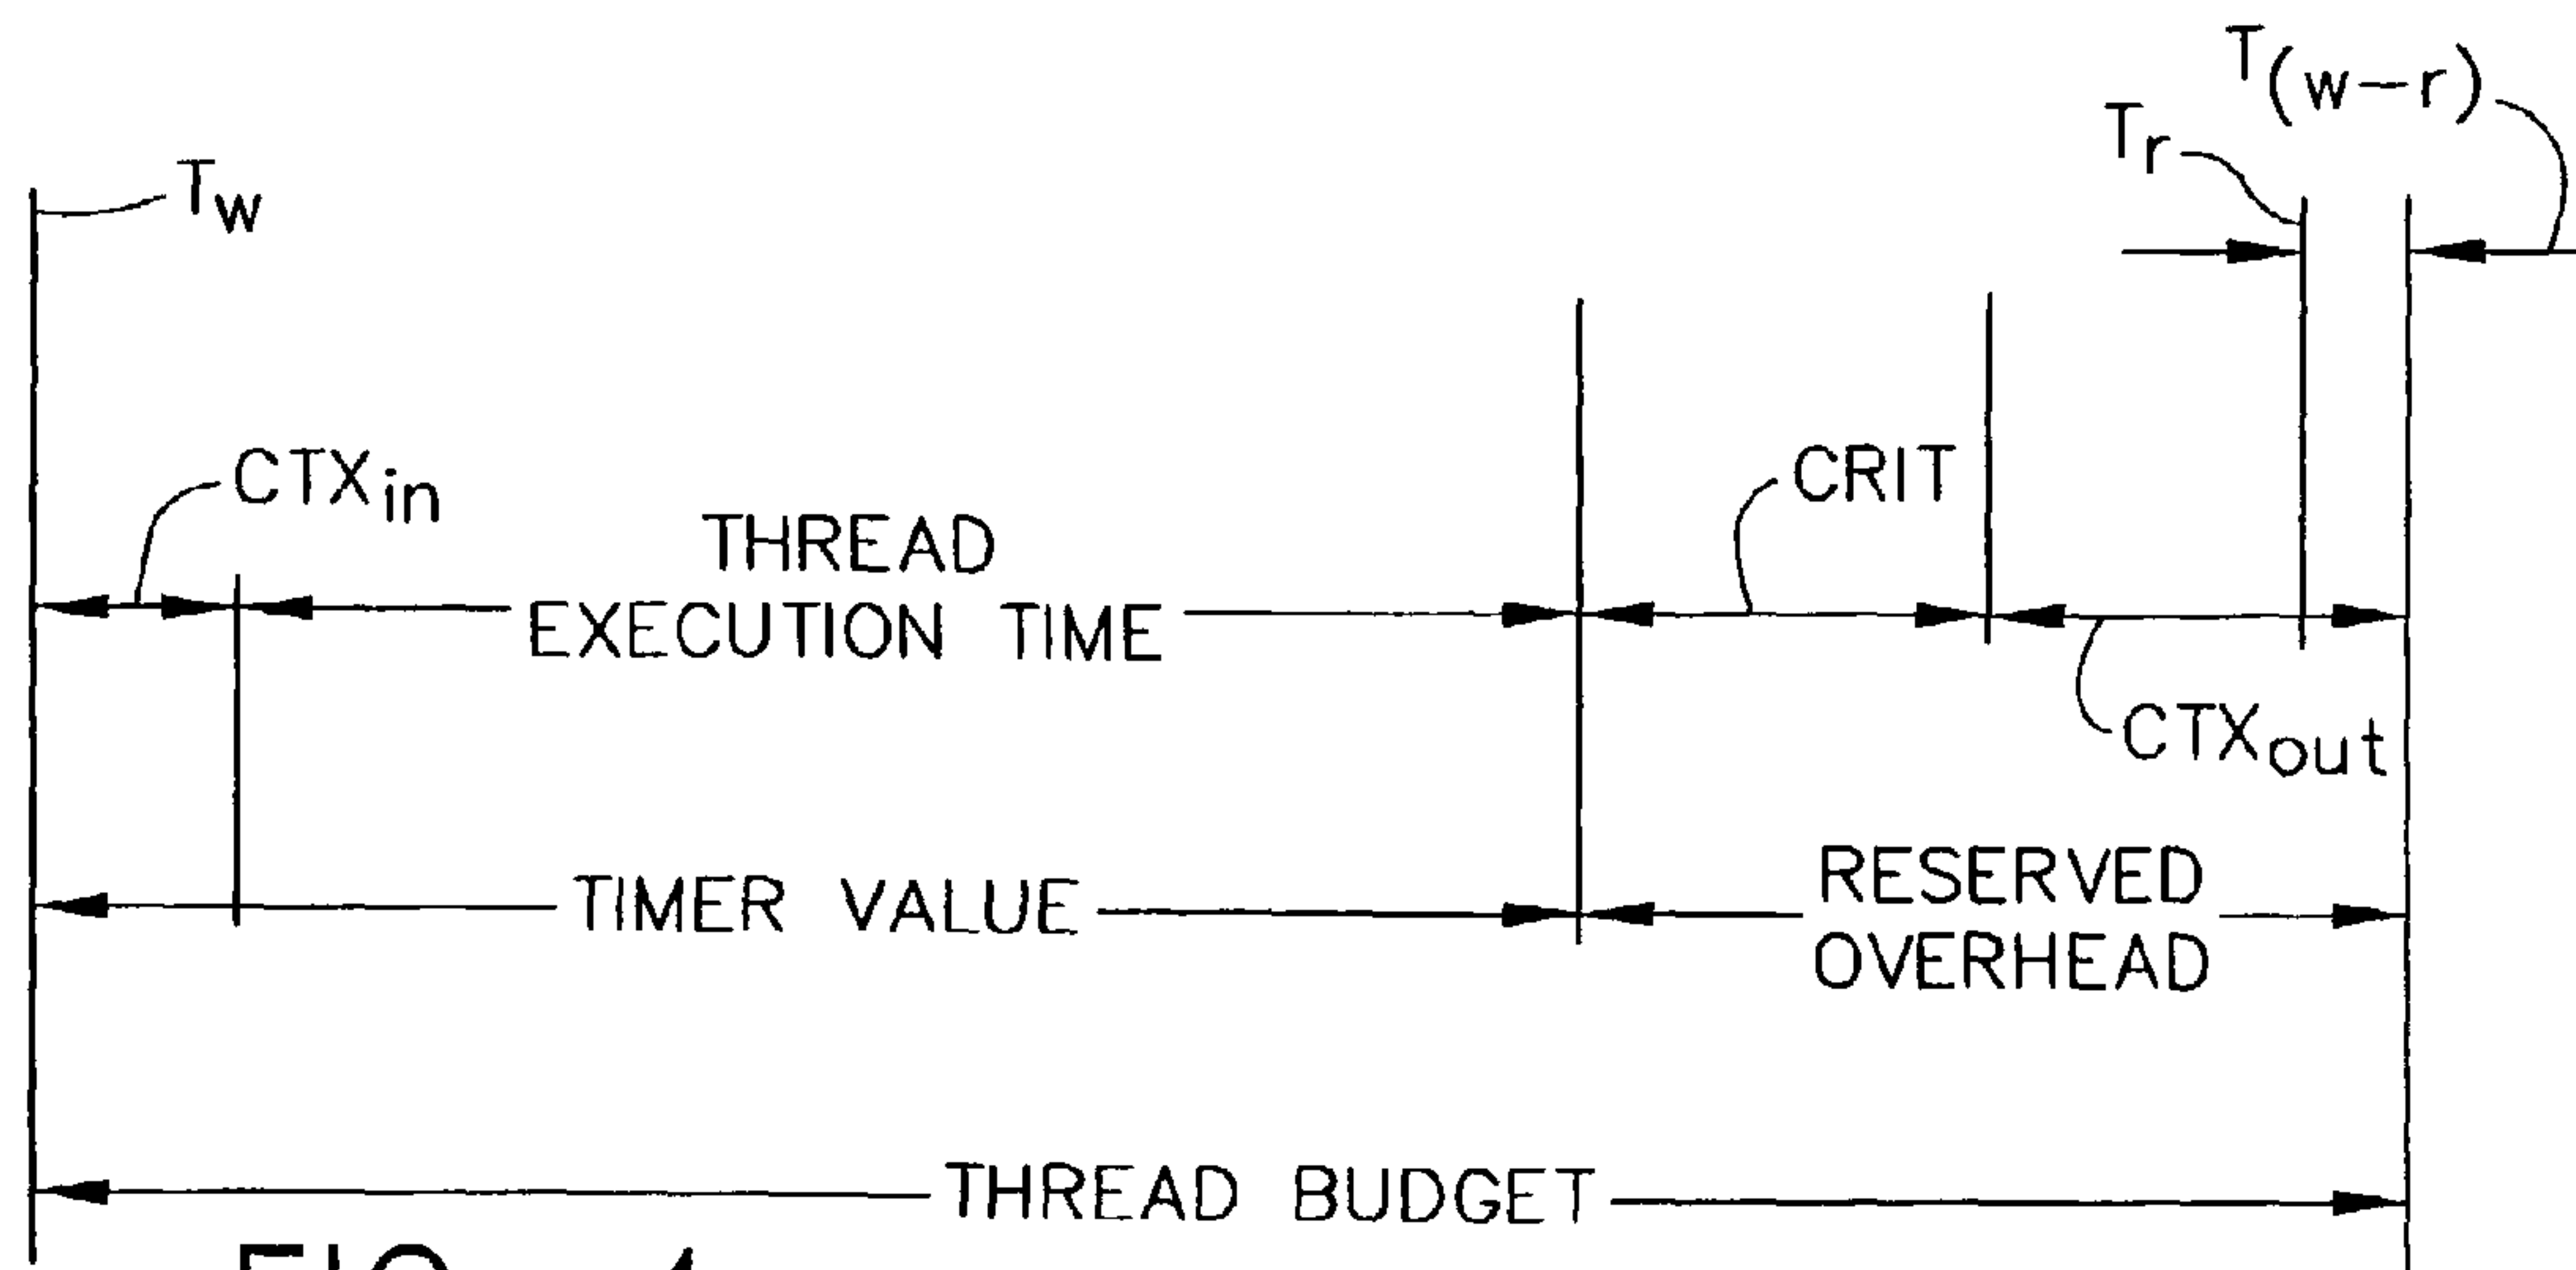 T(w-r)
Tr
Tw
CTXin
CRIT
THREAD
EXECUTION TIME
CTXout
TIMER VALUE
RESERVED
OVERHEAD
THREAD BUDGET